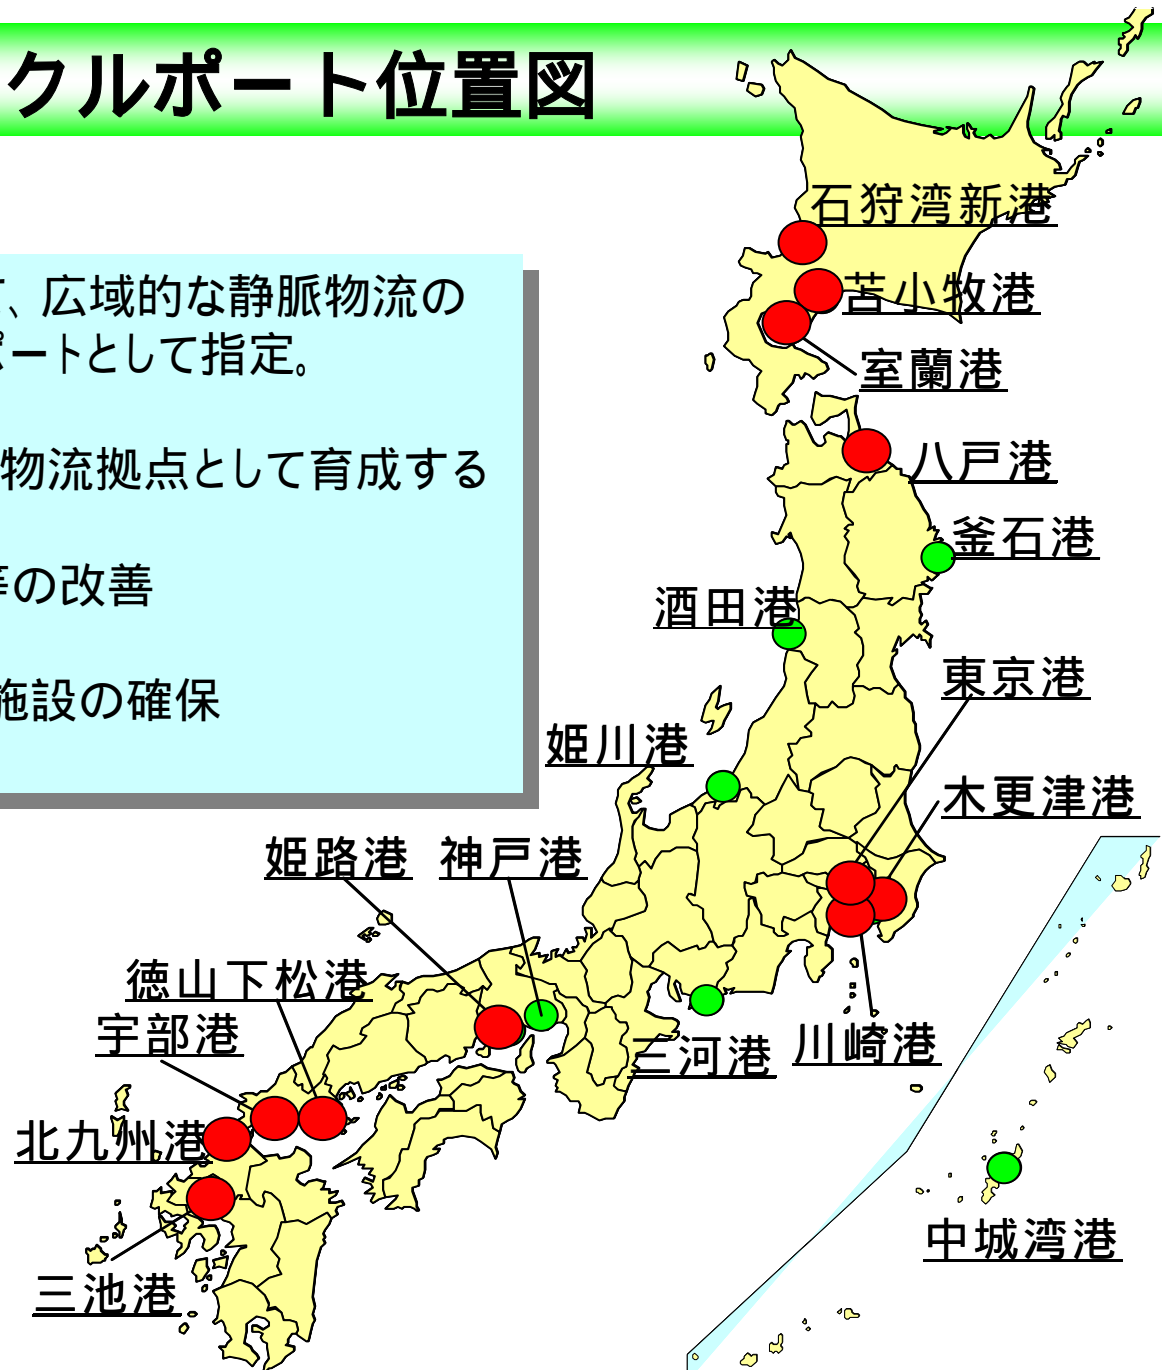 クルポート位置図
、広域的な静脈物流の
ポートとして指定。
物流拠点として育成する
等の改善
施設の確保
石狩湾新港
苫小牧港
室蘭港
八戸港
釜石港
酒田港
東京港
姫川港
木更津港
姫路港 神戸港
徳山下松港
宇部港
三河港 川崎港
北九州港
中城湾港
三池港